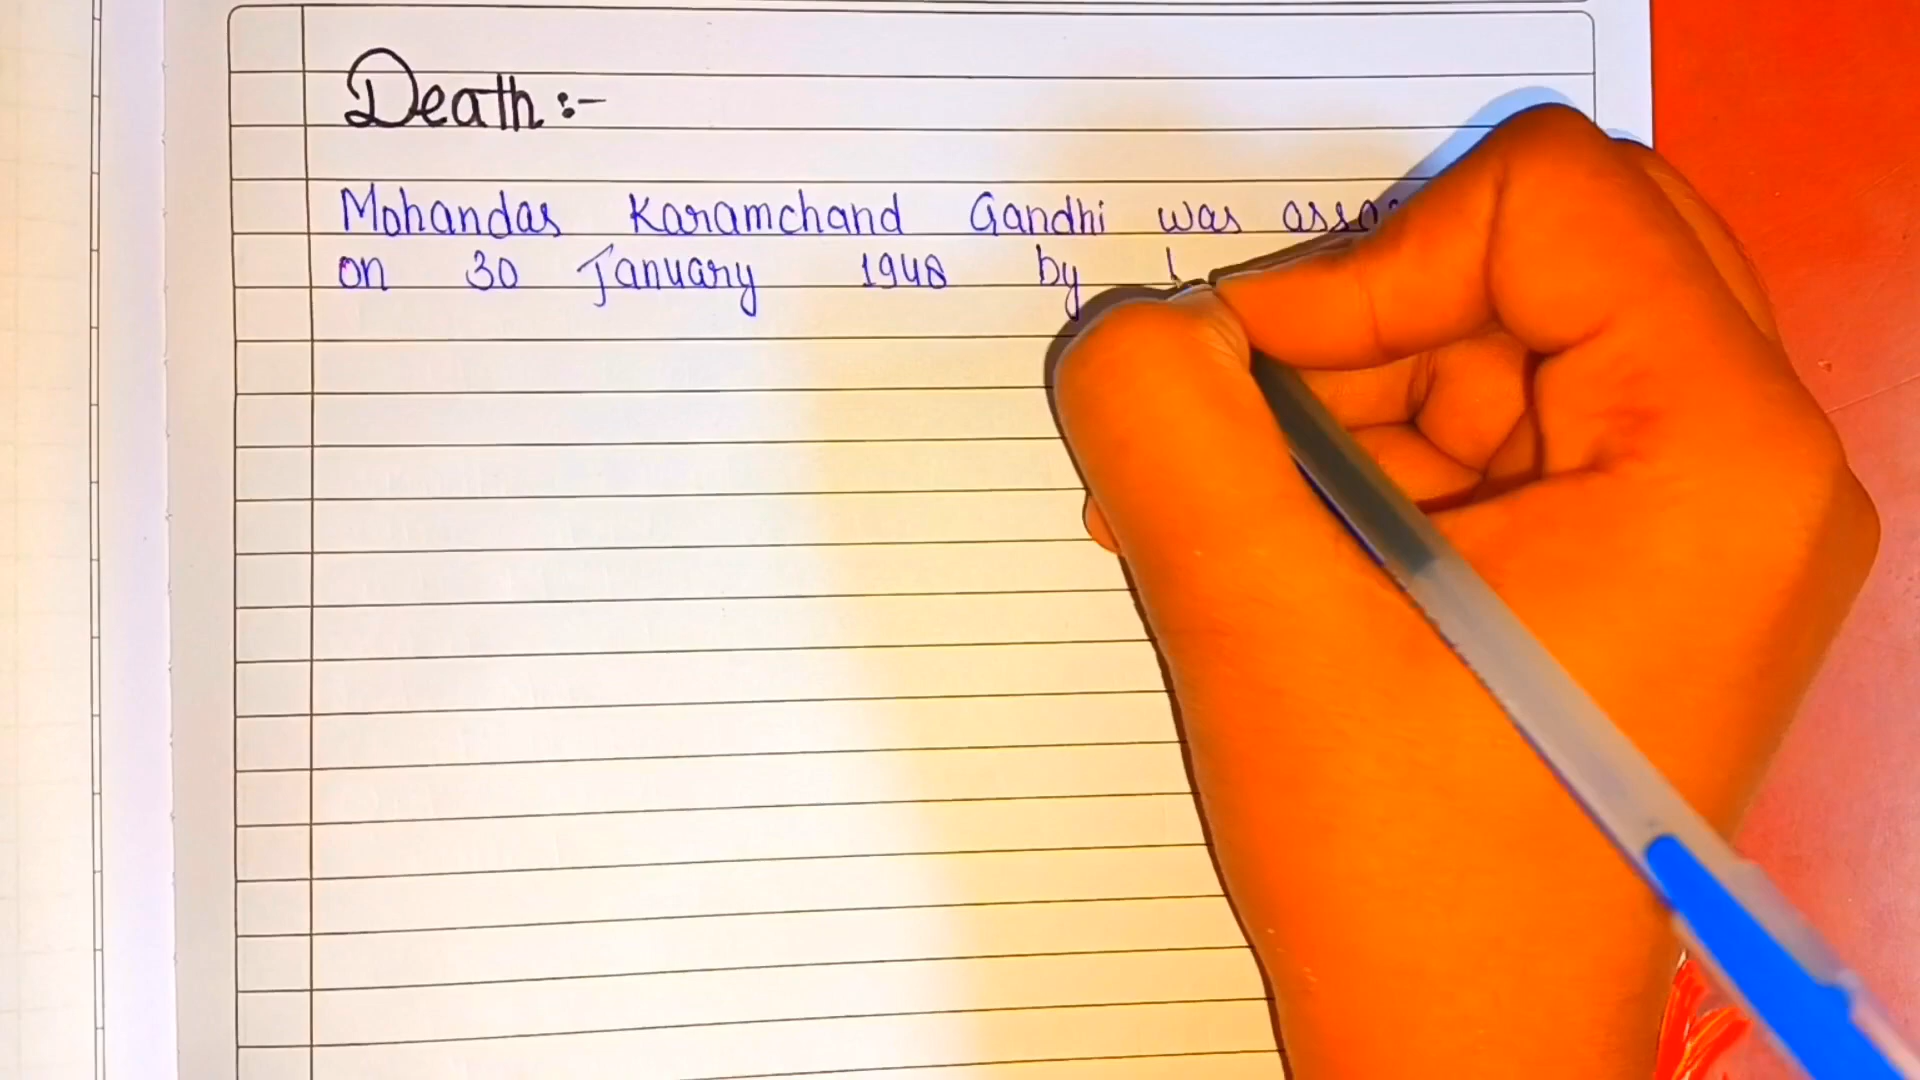 Death:-
Mohandas Karamchand Gandhi was
on 30 January 1948 by